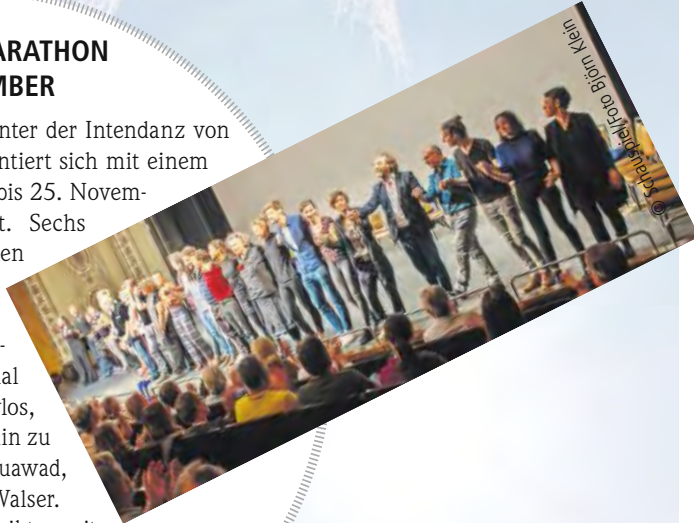 ARATHON
MBER
nter der Intendanz von
ntiert sich mit einem
bis 25. Novem-
t. Sechs
en
-
al
los,
in zu
uawad,
Walser.
© Schauspiel/Foto Björn Klein